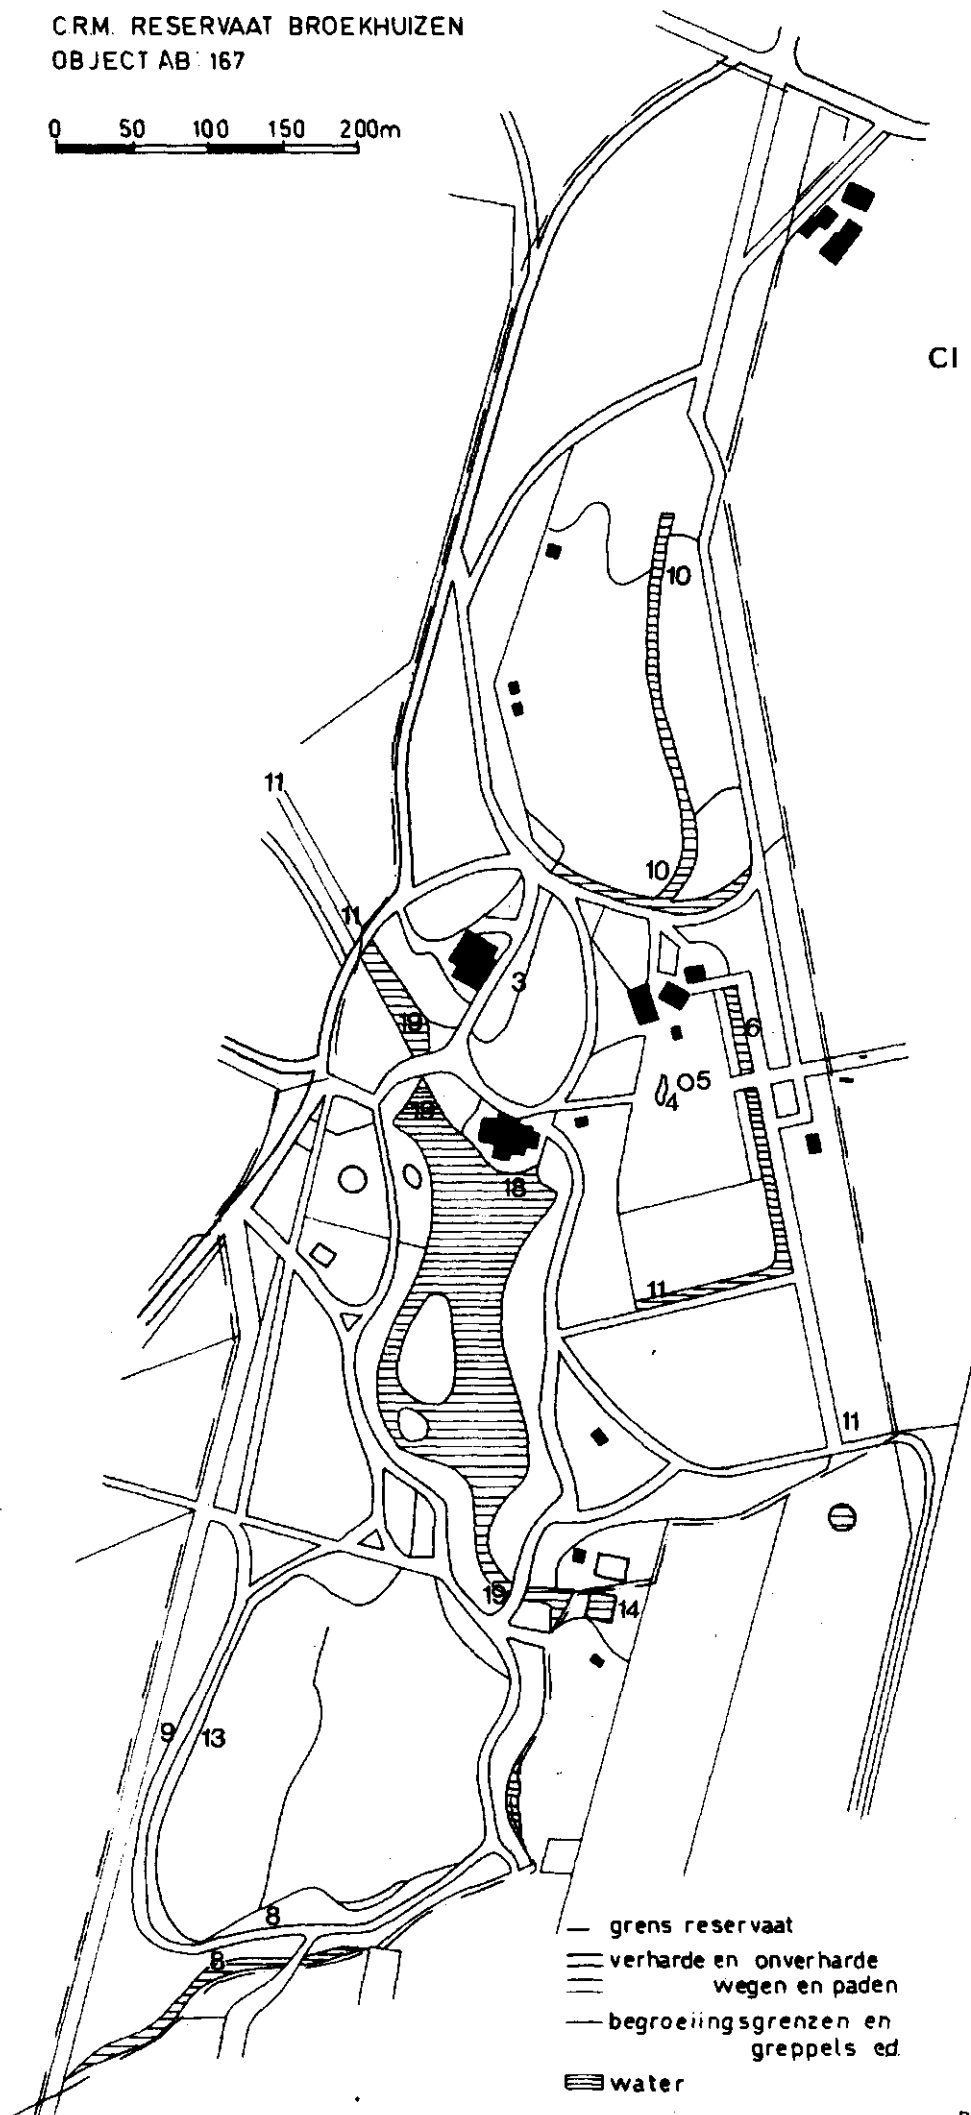 C.R.M. RESERVAAT BROEKHUIZEN
OBJECT AB: 167
0 50 100 150 200m
CI
10
11
10
11
3
19
6
O5
4
19
18
11
11
19
14
9
13
8
8
— grens reservaat
verharde en onverharde
wegen en paden
— begroeiingsgrenzen en
greppels ed.
water